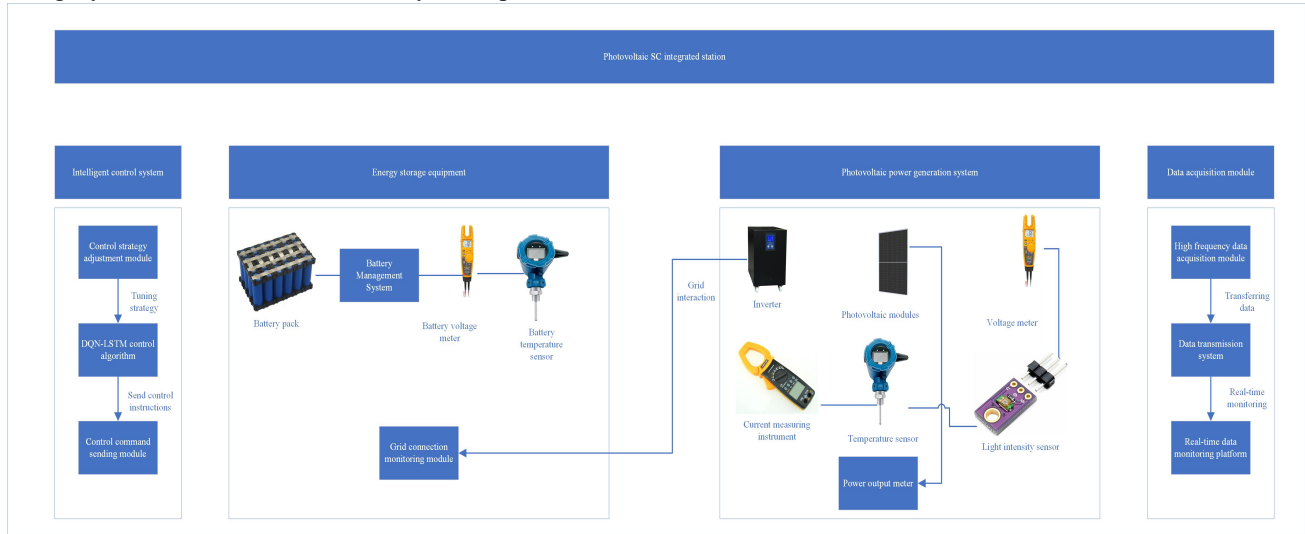 Photovoltaic SC integrated station
Intelligent control system
Energy storage equipment
Photovoltaic power generation system
Data acquisition module
Control strategy
adjustment module
Tuning
strategy
DQN-LSTM control
algorithm
Send control
instructions
Control command
sending module
Battery pack
Battery
Management
System
Battery voltage
meter
Battery
temperature
sensor
Grid connection
monitoring module
Grid
interaction
Inverter
Photovoltaic modules
Voltage meter
Current measuring
instrument
Temperature sensor
Light intensity sensor
Power output meter
High frequency data
acquisition module
Transferring
data
Data transmission
system
Real-time
monitoring
Real-time data
monitoring platform